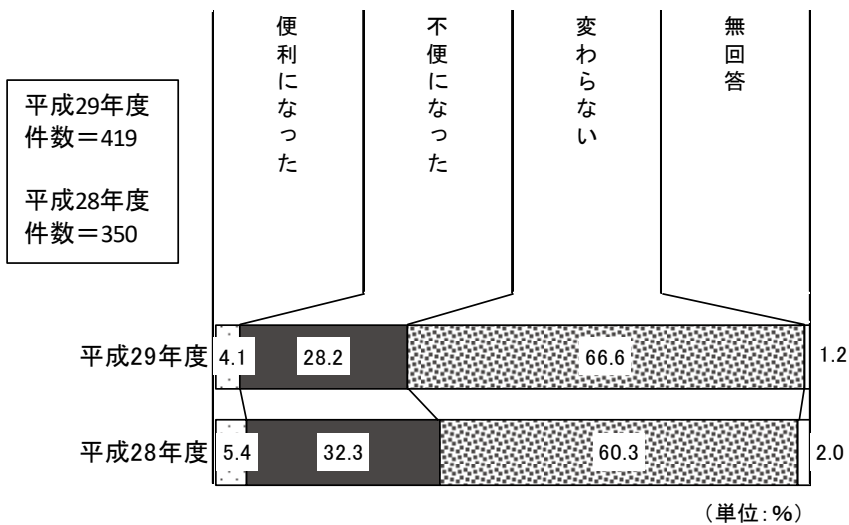 便利になった
不便になった
変わらない
無回答
平成29年度
件数＝419
平成28年度
件数＝350
平成29年度 4.1 28.2 66.6 1.2
平成28年度 5.4 32.3 60.3 2.0
（単位：％）